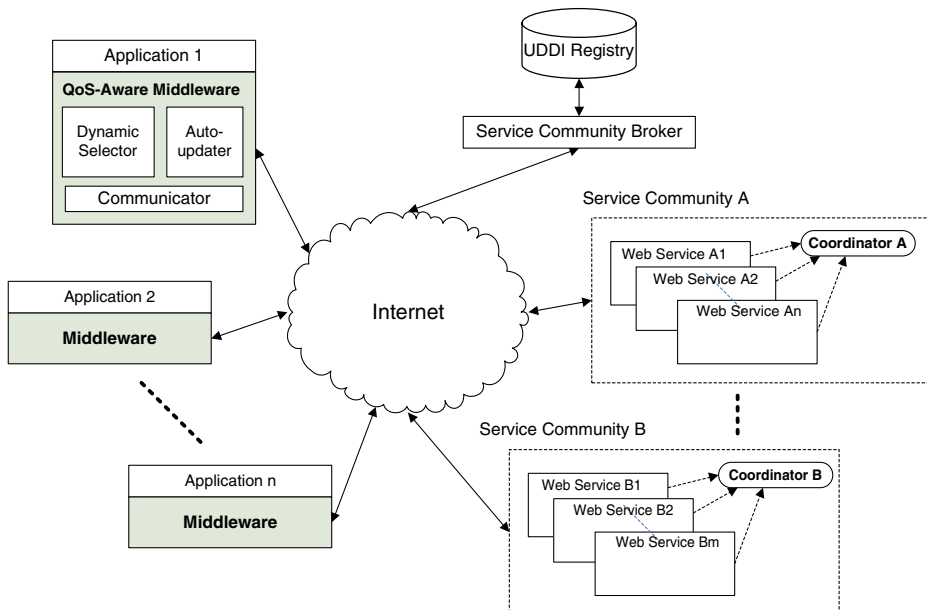 Application 1
QoS-Aware Middleware
Dynamic
Selector
Auto-
updater
Communicator
UDDI Registry
Service Community Broker
Service Community A
Web Service A1
Web Service A2
Web Service An
Coordinator A
Internet
Application 2
Middleware
Service Community B
Web Service B1
Web Service B2
Web Service Bm
Coordinator B
Application n
Middleware